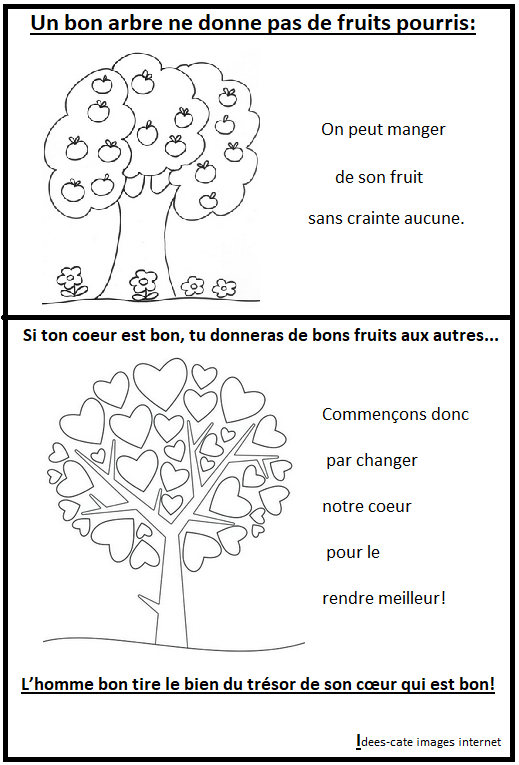 Un bon arbre ne donne pas de fruits pourris:
On peut manger
de son fruit
sans crainte aucune.
Si ton coeur est bon, tu donneras de bons fruits aux autres...
Commençons donc
par changer
notre coeur
pour le
rendre meilleur!
L'homme bon tire le bien du trésor de son cœur qui est bon!
Idees-cate images internet